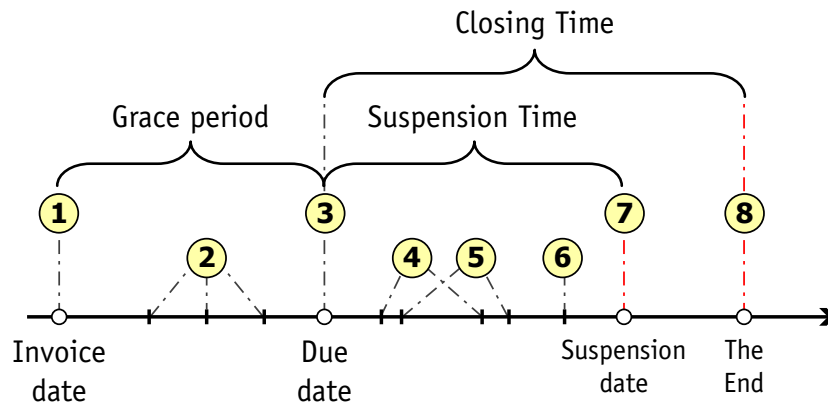 Closing Time
Grace period
Suspension Time
1
3
7
8
2
4
5
6
Invoice
date
Due
date
Suspension
date
The
End